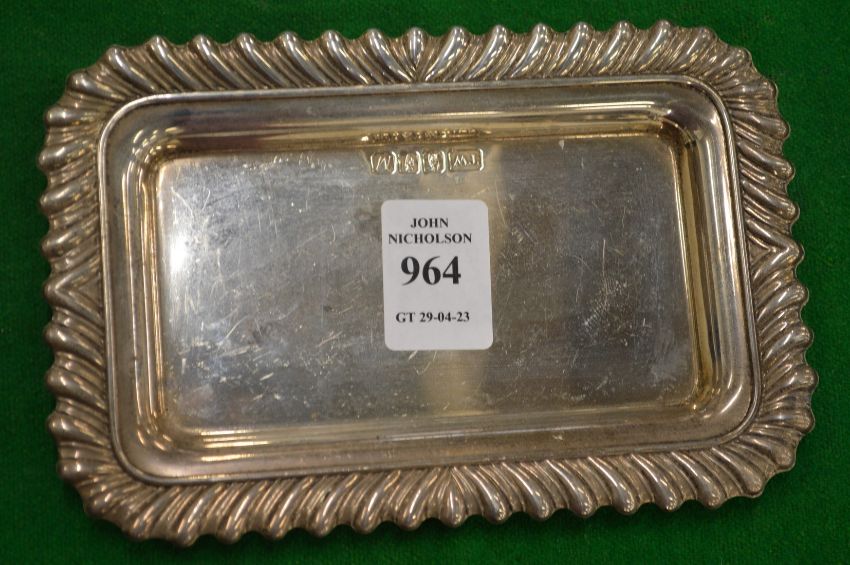 JOHN
NICHOLSON
964
GT 29-04-23